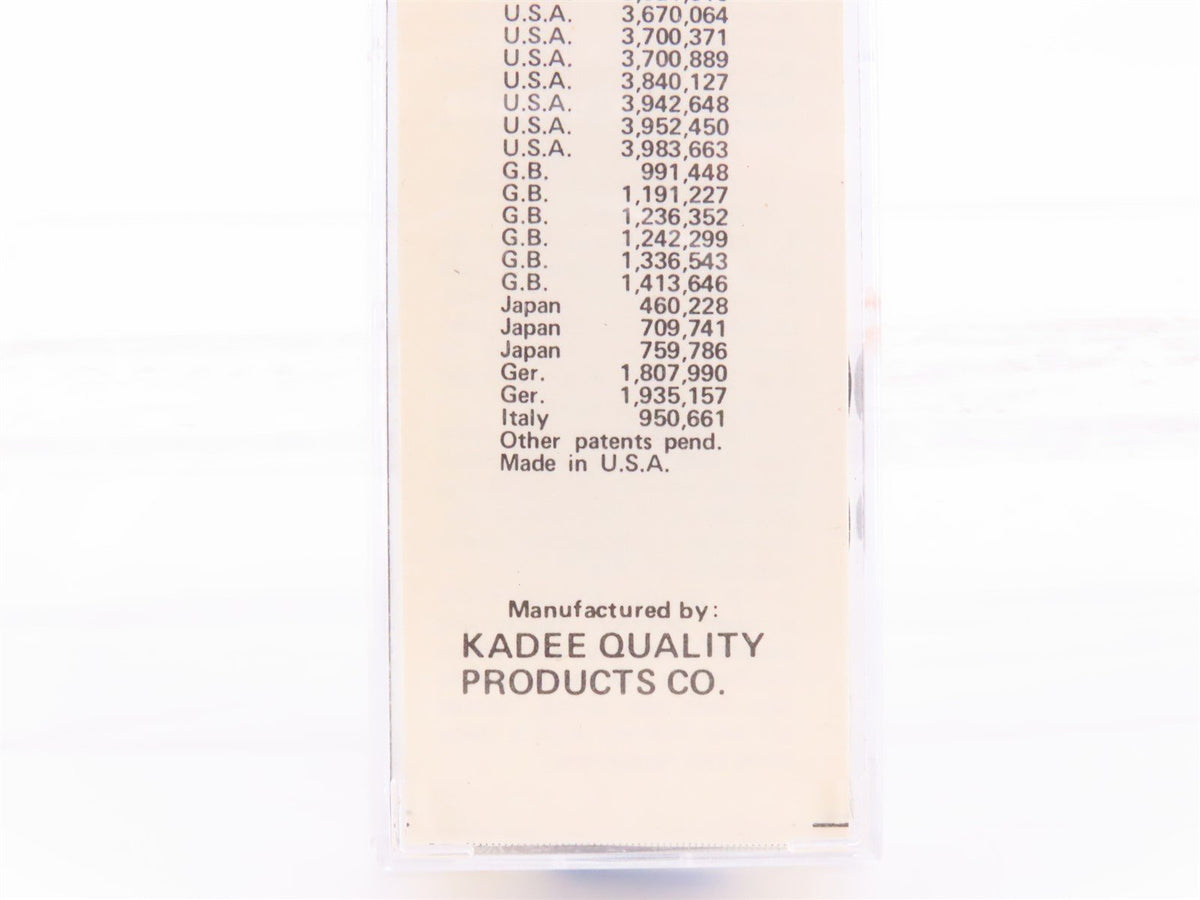 U.S.A. 3,670,064
U.S.A. 3,700,371
U.S.A. 3,700,889
U.S.A. 3,840,127
U.S.A. 3,942,648
U.S.A. 3,952,450
U.S.A. 3,983,663
G.B. 991,448
G.B. 1,191,227
G.B. 1,236,352
G.B. 1,242,299
G.B. 1,336,543
G.B. 1,413,646
Japan 460,228
Japan 709,741
Japan 759,786
Ger. 1,807,990
Ger. 1,935,157
Italy 950,661
Other patents pend.
Made in U.S.A.
Manufactured by:
KADEE QUALITY
PRODUCTS CO.